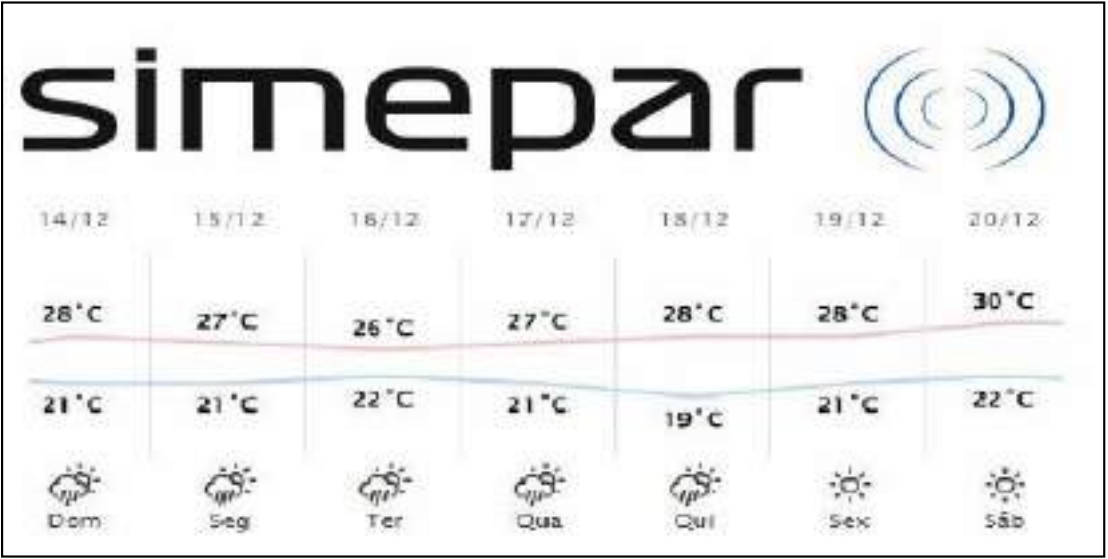 simepar
14/12 15/12 16/12 17/12 18/12 19/12 20/12
28°C 27°C 26°C 27°C 28°C 28°C 30°C
21°C 21°C 22°C 21°C 19°C 21°C 22°C
Dom Seg Ter Qua Qui Sex Sáb